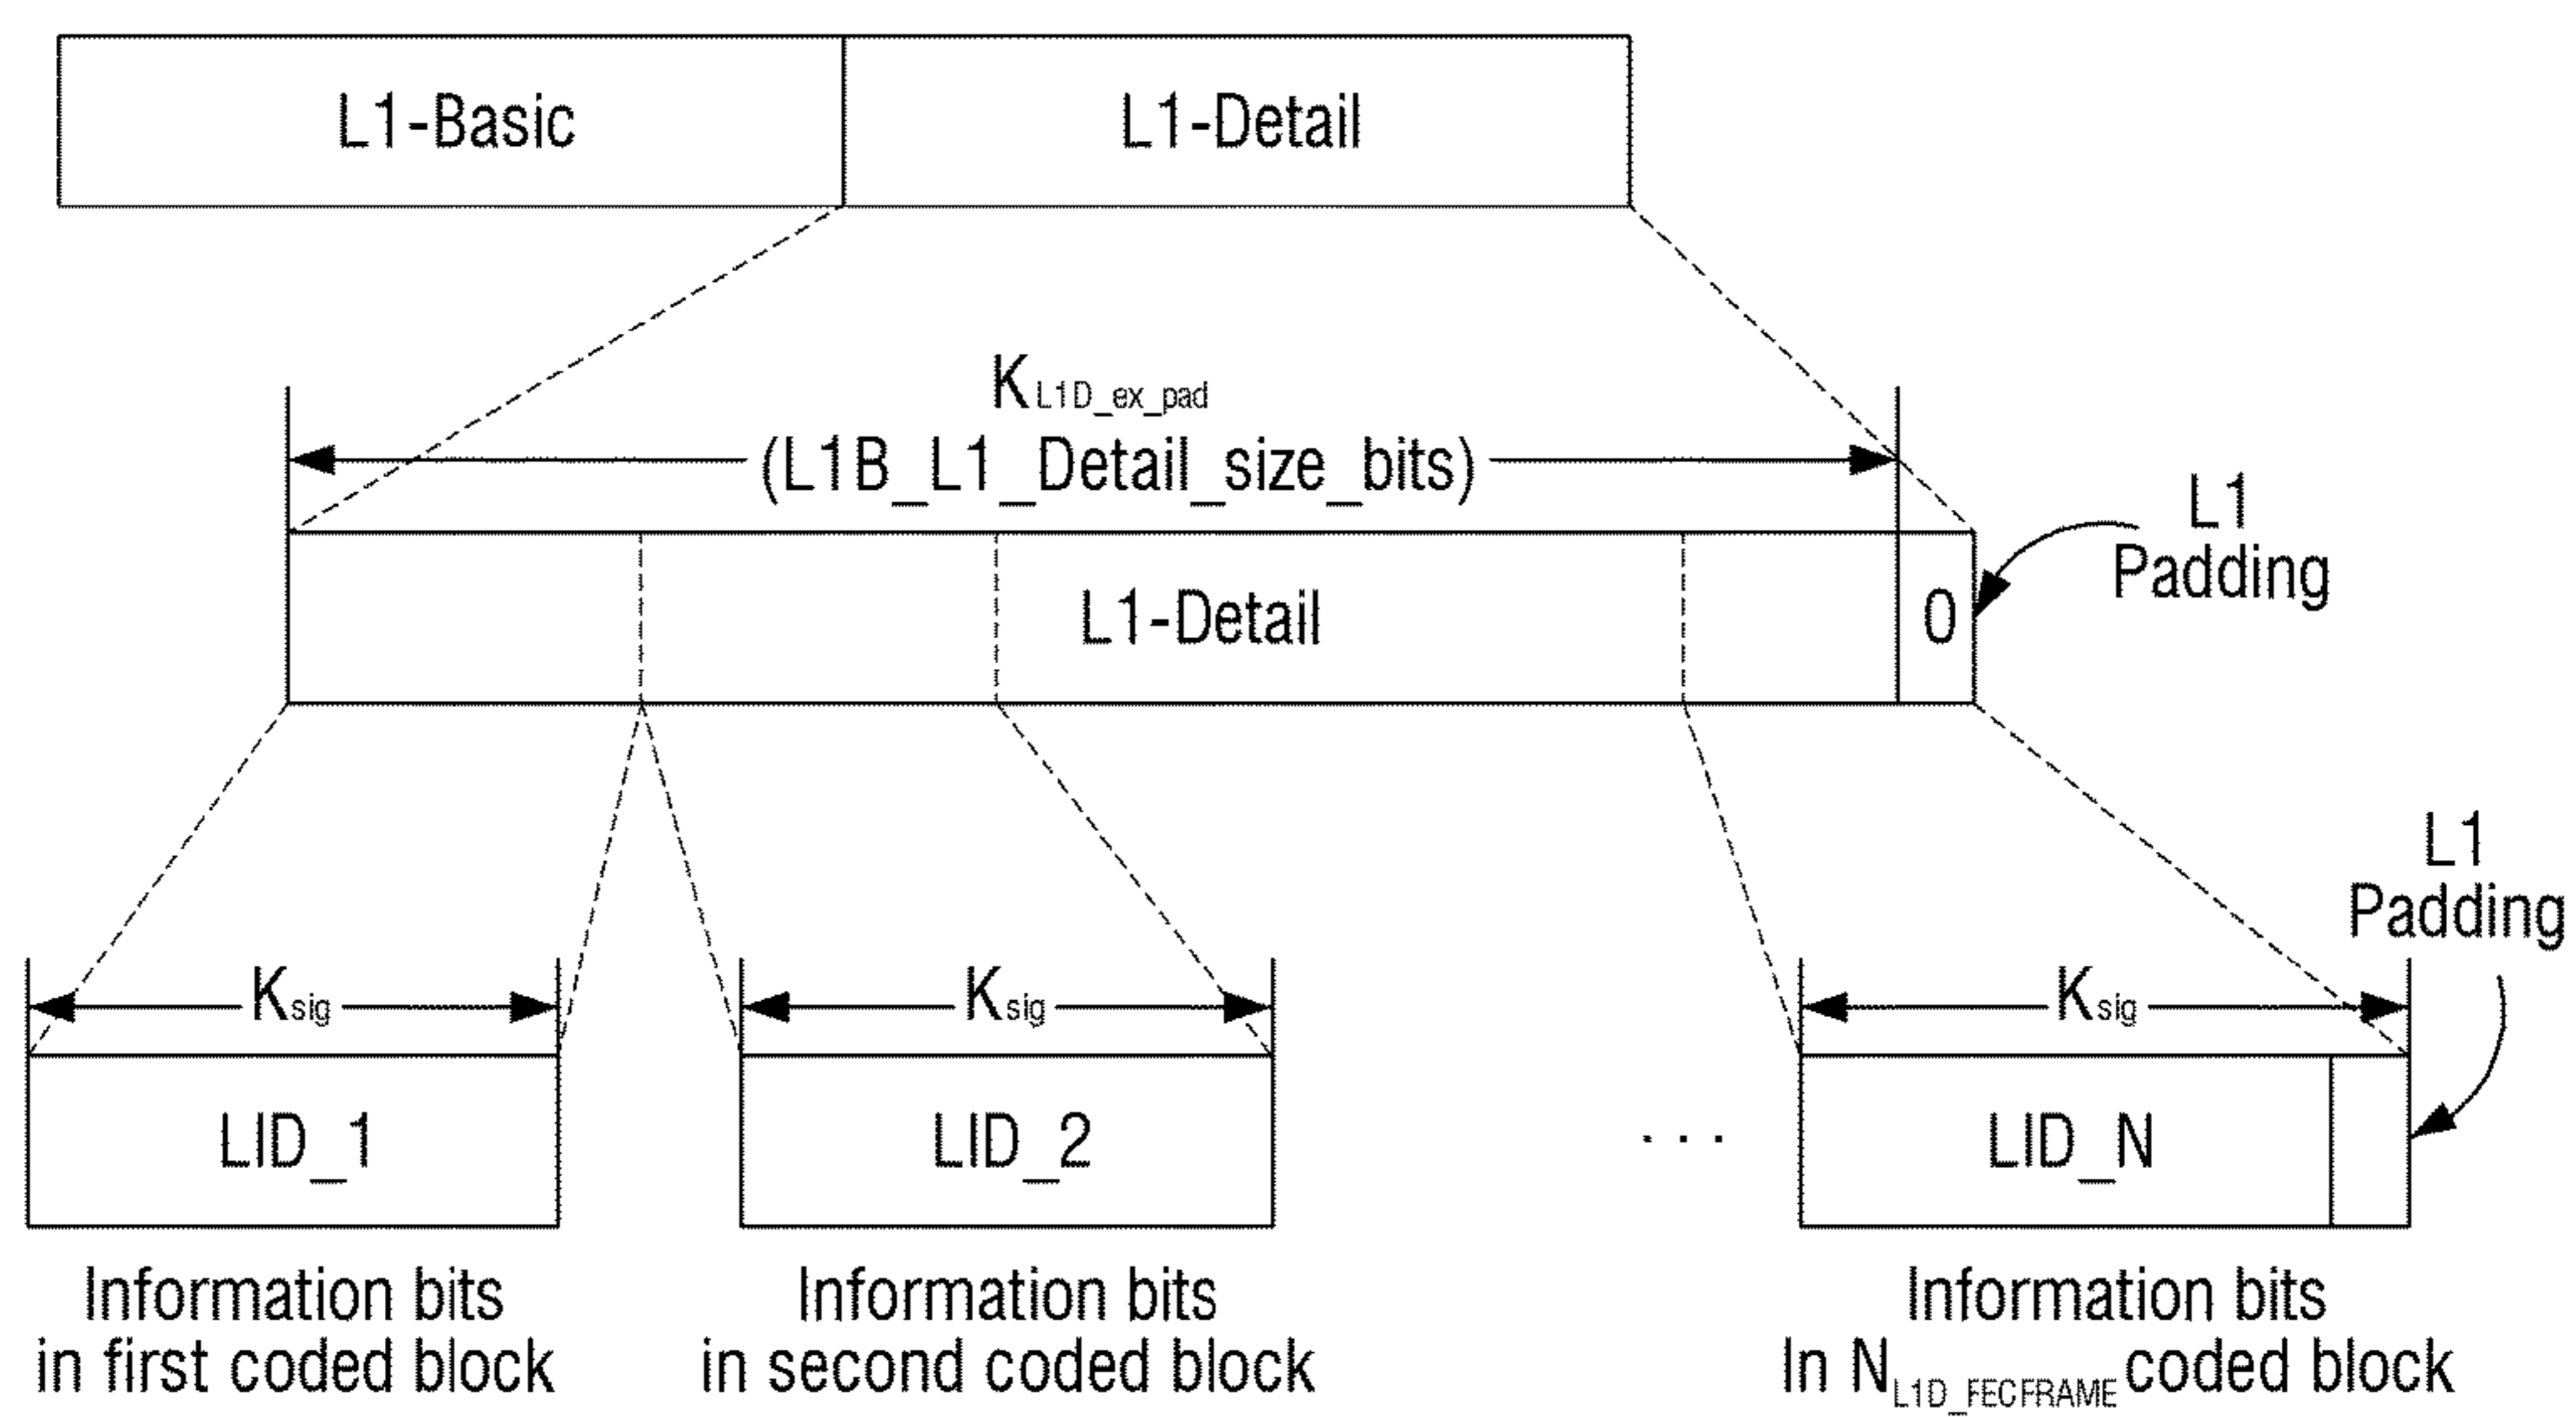 L1-Basic
L1-Detail
K L1D_ex_pad
(L1B_L1_Detail_size_bits)
L1
Padding
L1-Detail
0
L1
Padding
Ksig
Ksig
Ksig
LID_1
LID_2
. . .
LID_N
Information bits
in first coded block
Information bits
in second coded block
Information bits
In NL1D_FECFRAME coded block